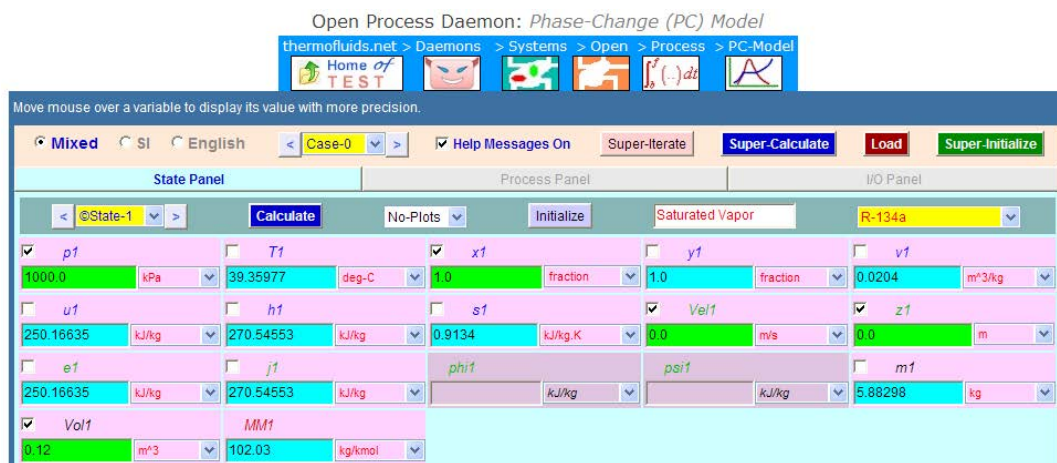 Open Process Daemon: Phase-Change (PC) Model
thermofluids.net > Daemons > Systems > Open > Process > PC-Model
Home of TEST ∫(..)dt
Move mouse over a variable to display its value with more precision.
Mixed SI English < Case-0 > Help Messages On Super-Iterate Super-Calculate Load Super-Initialize
State Panel Process Panel I/O Panel
< ©State-1 > Calculate No-Plots Initialize Saturated Vapor R-134a
p1 T1 x1 y1 v1
1000.0 kPa 39.35977 deg-C 1.0 fraction 1.0 fraction 0.0204 m^3/kg
u1 h1 s1 Vel1 z1
250.16635 kJ/kg 270.54553 kJ/kg 0.9134 kJ/kg.K 0.0 m/s 0.0 m
e1 j1 phi1 psi1 m1
250.16635 kJ/kg 270.54553 kJ/kg kJ/kg kJ/kg 5.88298 kg
Vol1 MM1
0.12 m^3 102.03 kg/kmol